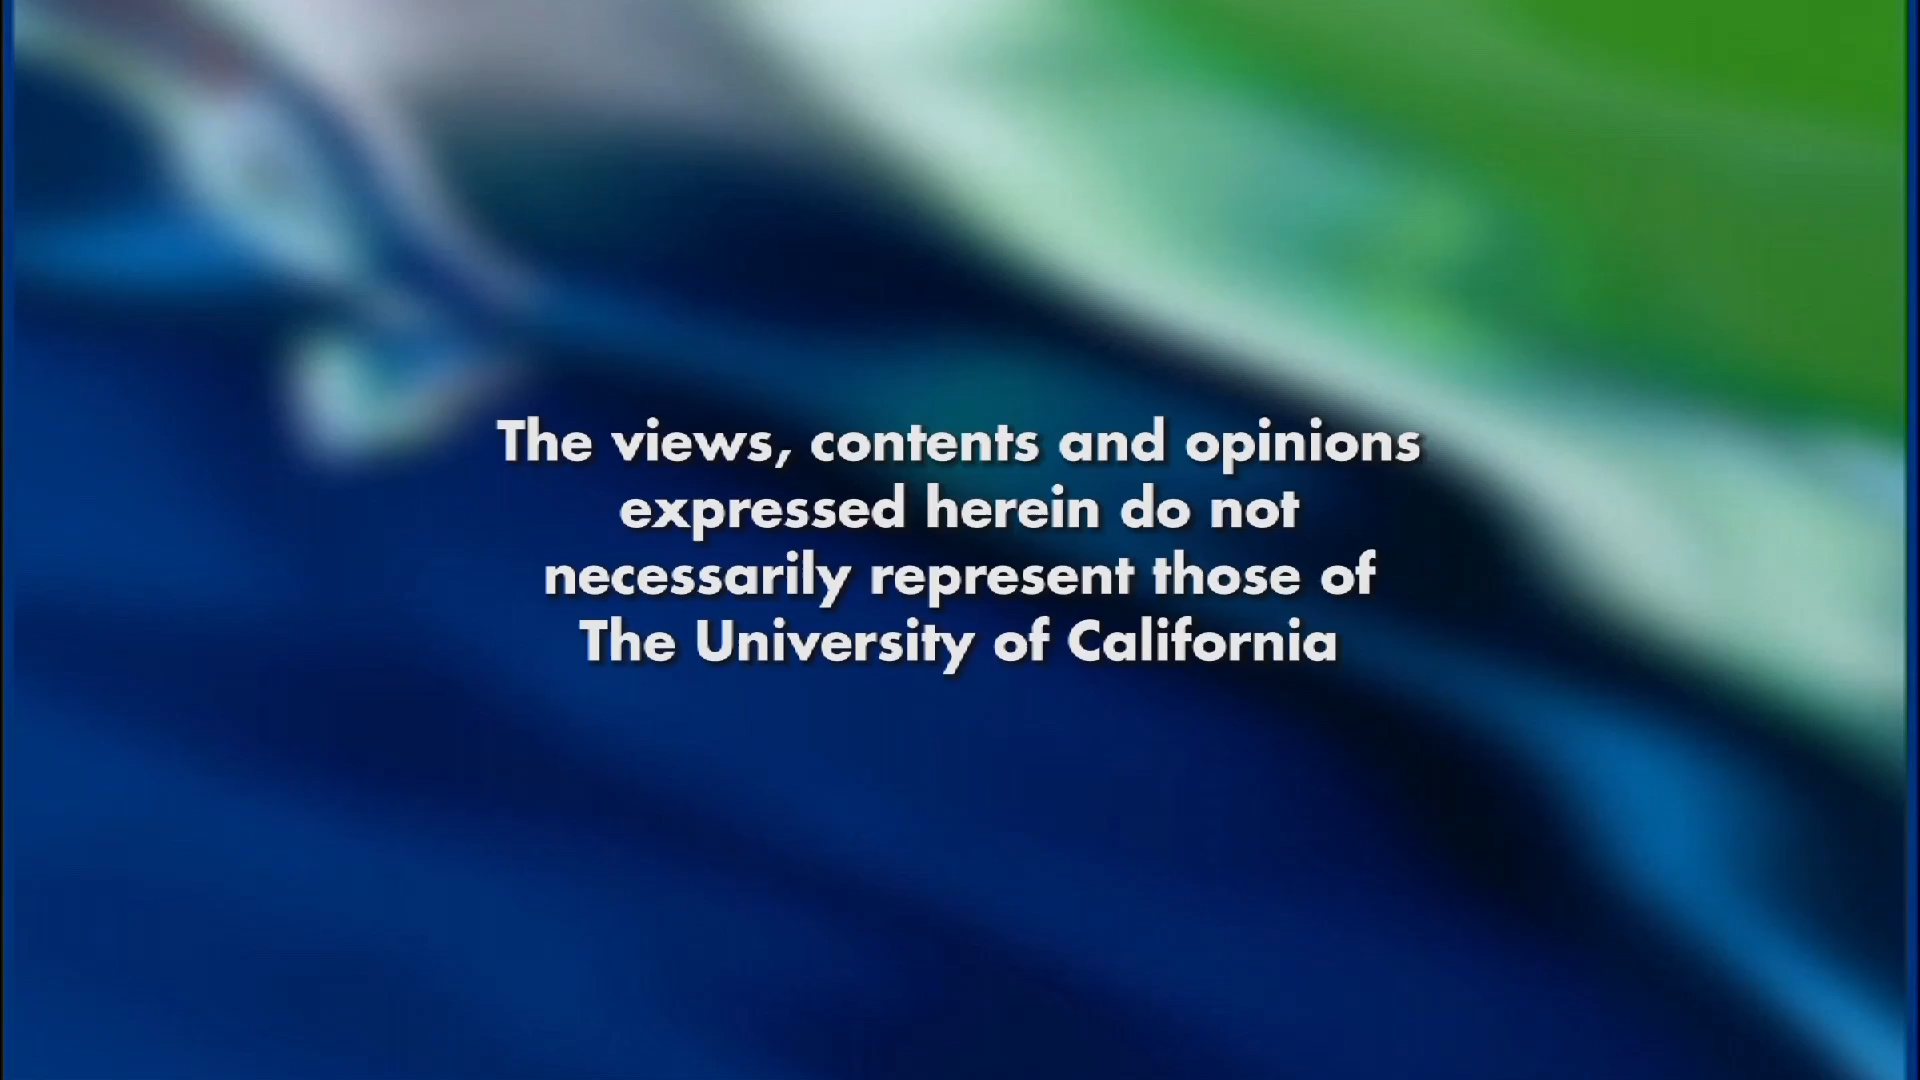 The views, contents and opinions
expressed herein do not
necessarily represent those of
The University of California